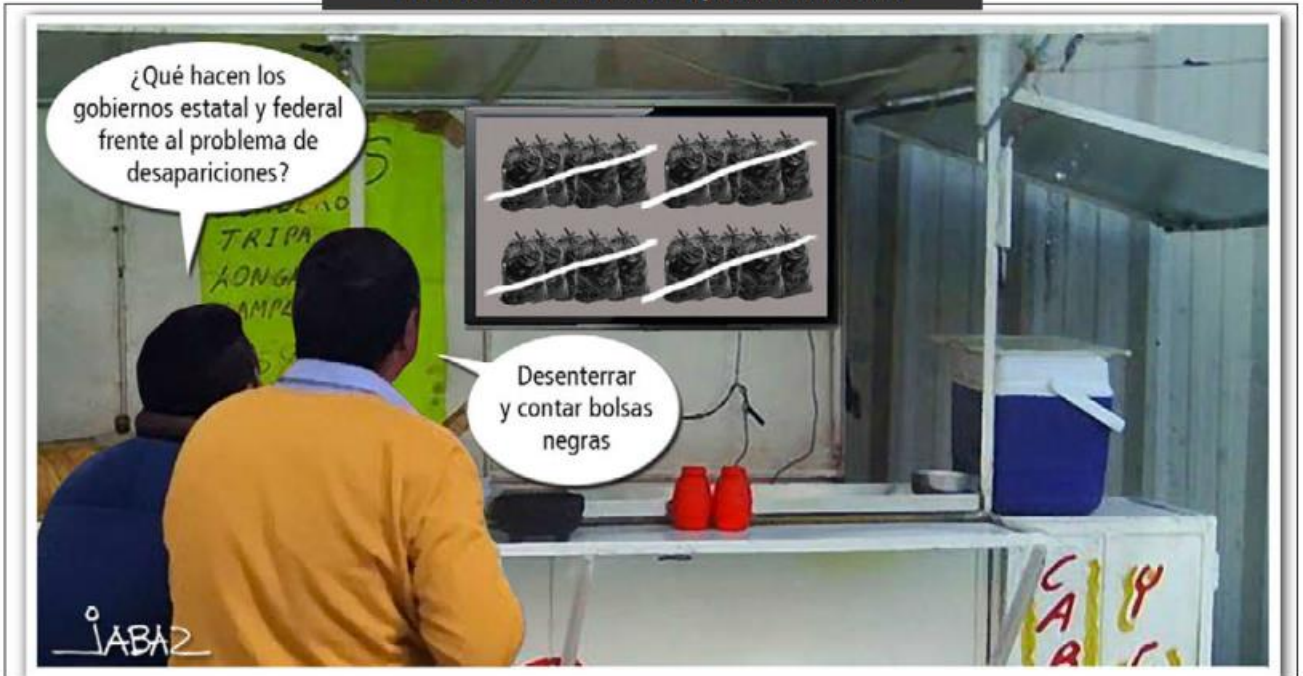 ¿Qué hacen los
gobiernos estatal y federal
frente al problema de
desapariciones?
TRIPA
Desenterrar
y contar bolsas
negras
JABAZ
C
A
B
Y